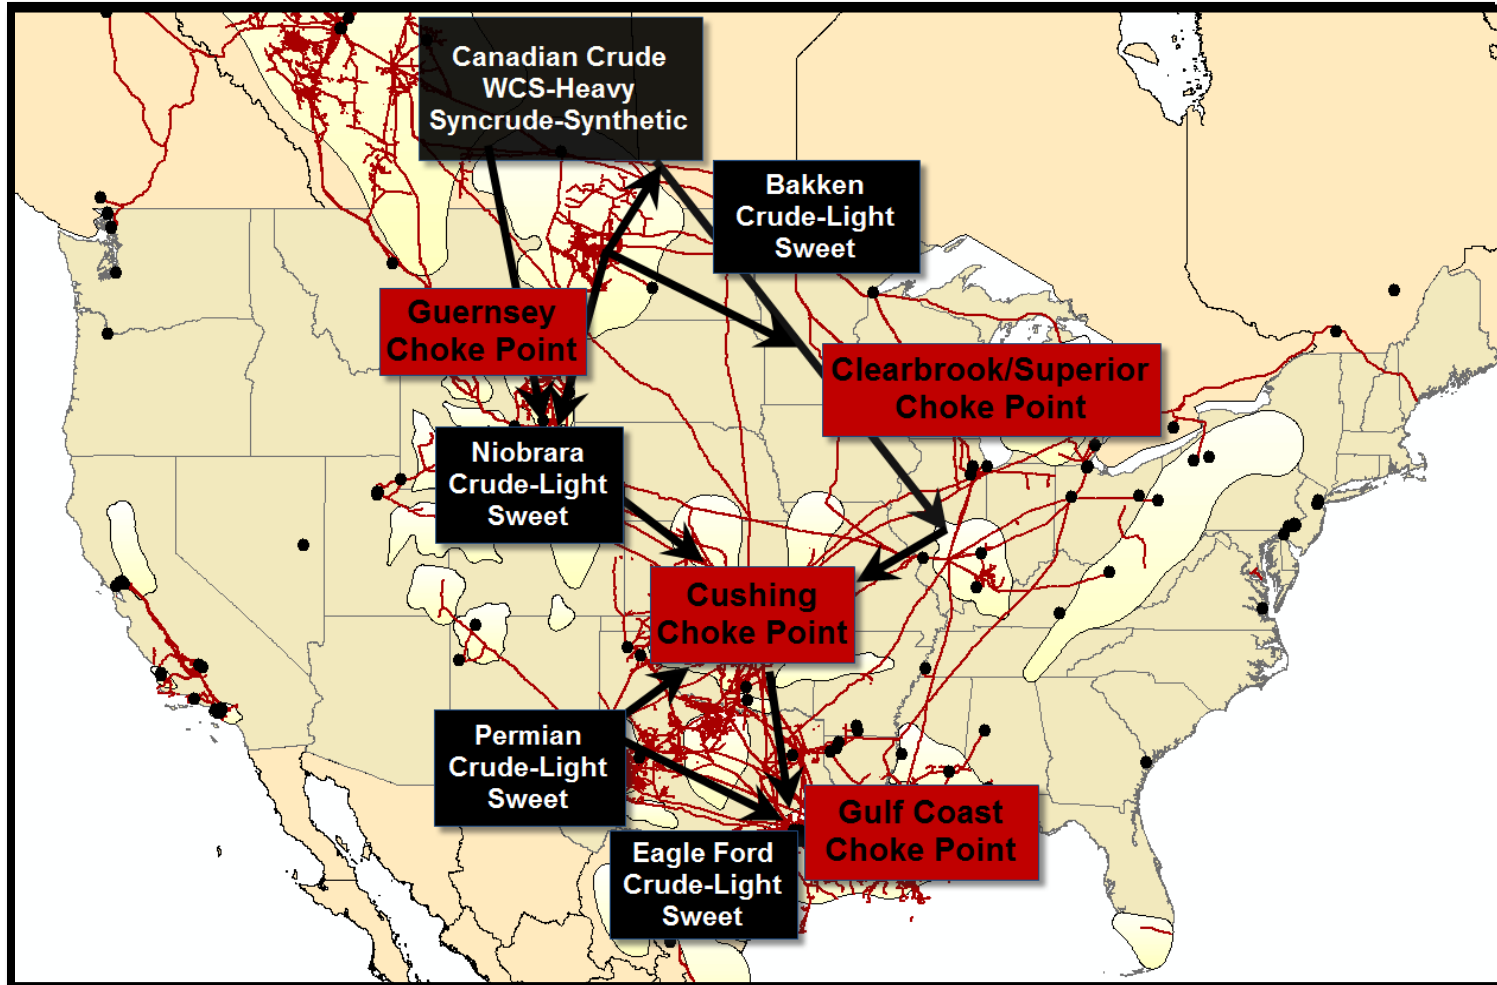 Canadian Crude
WCS-Heavy
Syncrude-Synthetic
Bakken
Crude-Light
Sweet
Guernsey
Choke Point
Clearbrook/Superior
Choke Point
Niobrara
Crude-Light
Sweet
Cushing
Choke Point
Permian
Crude-Light
Sweet
Gulf Coast
Choke Point
Eagle Ford
Crude-Light
Sweet